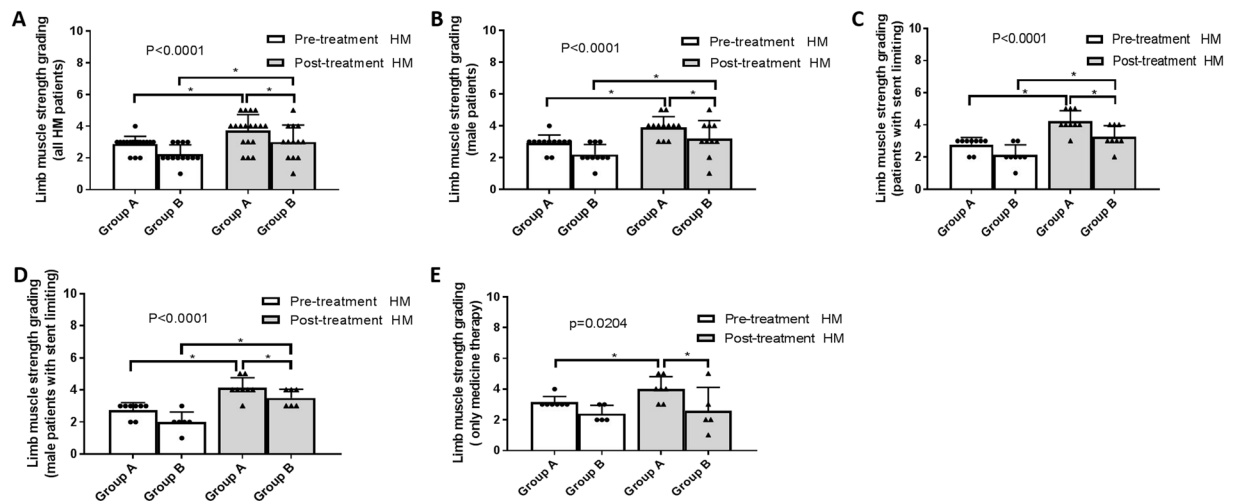 A
Limb muscle strength grading
(all HM patients)
10
8
6
4
2
0
P<0.0001
Pre-treatment HM
Post-treatment HM
*
*
*
Group A
Group B
Group A
Group B
B
Limb muscle strength grading
(male patients)
10
8
6
4
2
0
P<0.0001
Pre-treatment HM
Post-treatment HM
*
*
*
Group A
Group B
Group A
Group B
C
Limb muscle strength grading
(patients with stent limiting)
10
8
6
4
2
0
P<0.0001
Pre-treatment HM
Post-treatment HM
*
*
*
Group A
Group B
Group A
Group B
D
Limb muscle strength grading
(male patients with stent limiting)
10
8
6
4
2
0
P<0.0001
Pre-treatment HM
Post-treatment HM
*
*
*
Group A
Group B
Group A
Group B
E
Limb muscle strength grading
( only medicine therapy)
10
8
6
4
2
0
p=0.0204
Pre-treatment HM
Post-treatment HM
*
*
Group A
Group B
Group A
Group B